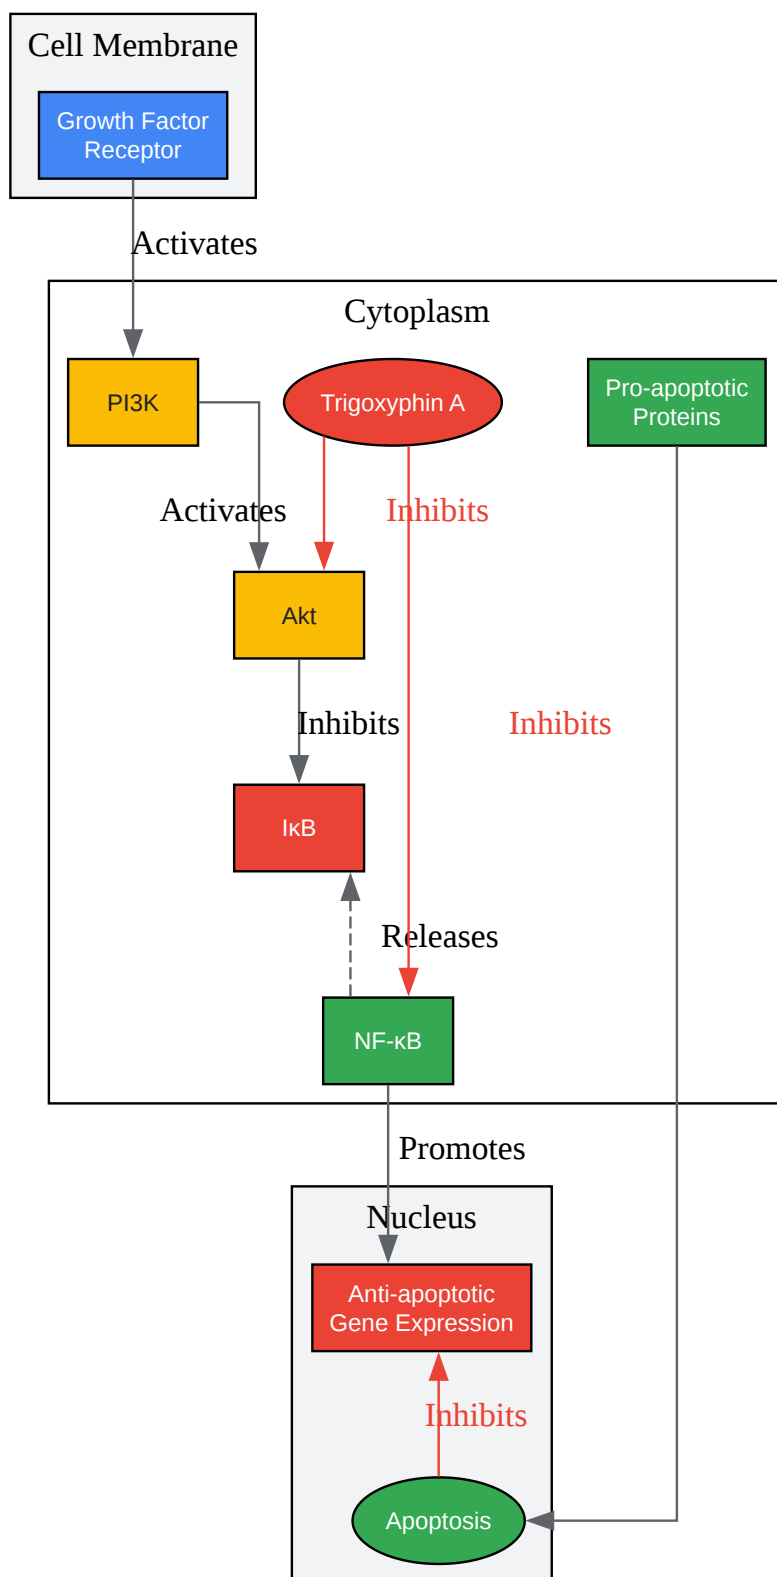 Cell Membrane
Growth Factor
Receptor
Activates
Cytoplasm
PI3K
Trigoxyphin A
Pro-apoptotic
Proteins
Activates
Inhibits
Akt
Inhibits
Inhibits
IκB
Releases
NF-κB
Promotes
Nucleus
Anti-apoptotic
Gene Expression
Inhibits
Apoptosis